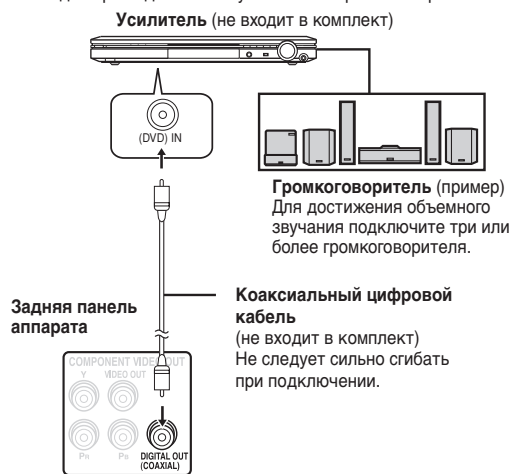 Усилитель (не входит в комплект)
(DVD) IN
Громкоговоритель (пример)
Для достижения объемного
звучания подключите три или
более громкоговорителя.
Коаксиальный цифровой
кабель
(не входит в комплект)
Не следует сильно сгибать
при подключении.
Задняя панель
аппарата
COMPONENT VIDEO OUT
Y VIDEO OUT
PR PB DIGITAL OUT
(COAXIAL)